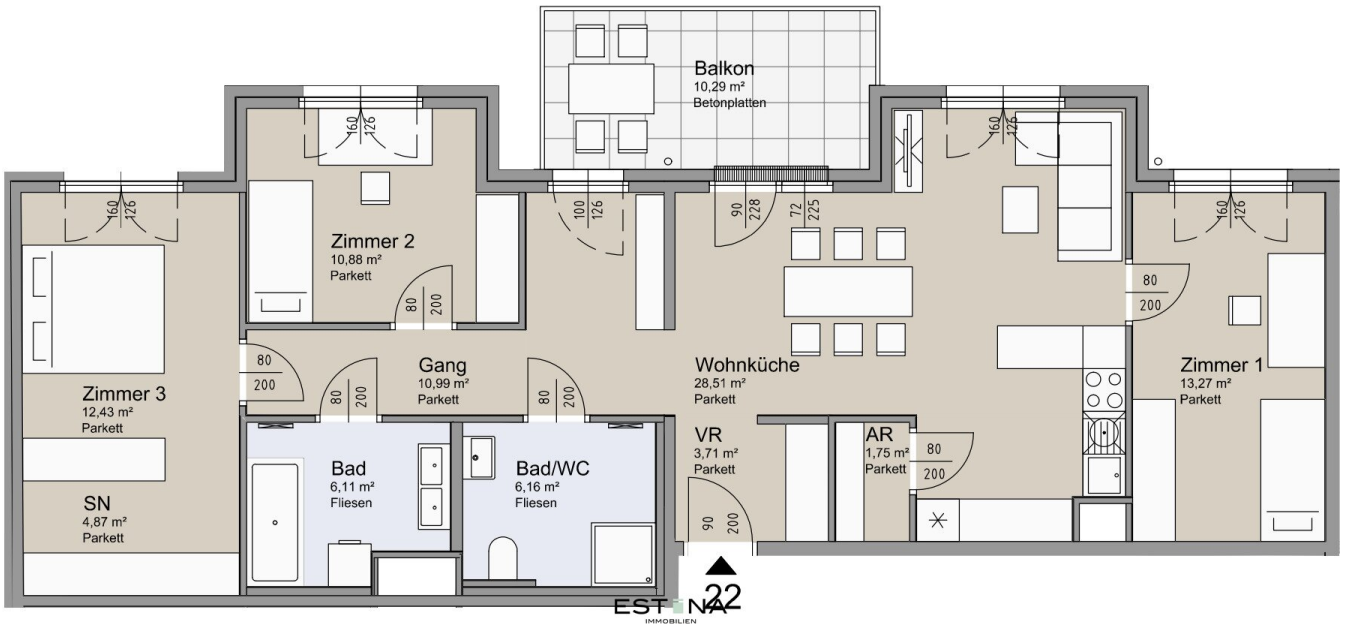 Balkon
10,29 m²
Betonplatten
160
126
160
126
160
126
100
126
90
228
72
225
160
126
Zimmer 2
10,88 m²
Parkett
80
200
80
200
Gang
10,99 m²
Parkett
Wohnküche
28,51 m²
Parkett
Zimmer 1
13,27 m²
Parkett
80
200
Zimmer 3
12,43 m²
Parkett
80
200
80
200
VR
3,71 m²
Parkett
AR
1,75 m²
Parkett
80
200
Bad
6,11 m²
Fliesen
Bad/WC
6,16 m²
Fliesen
SN
4,87 m²
Parkett
90
200
22
ESTINA
IMMOBILIEN